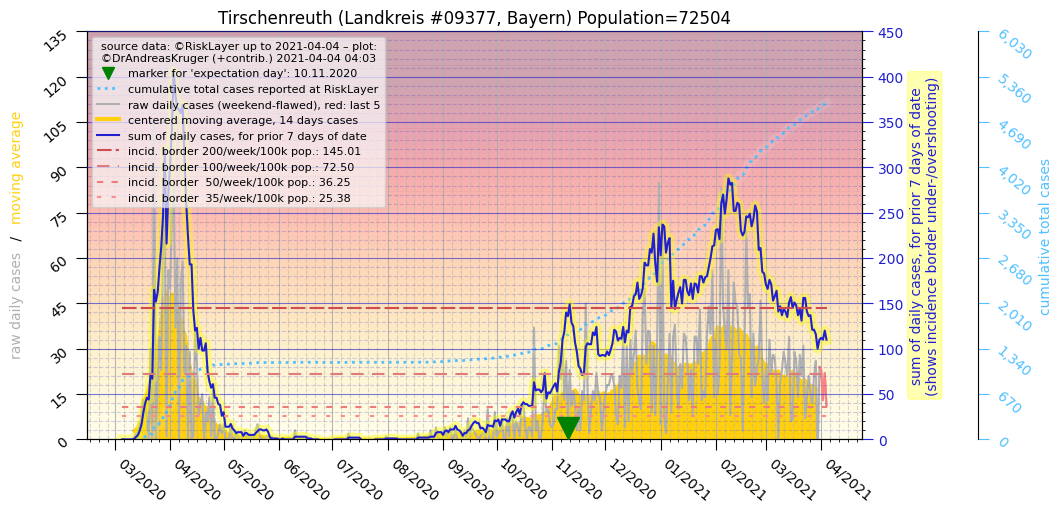 Tirschenreuth (Landkreis #09377, Bayern) Population=72504
source data: ©RiskLayer up to 2021-04-04 – plot:
©DrAndreasKruger (+contrib.) 2021-04-04 04:03
marker for 'expectation day': 10.11.2020
cumulative total cases reported at RiskLayer
raw daily cases (weekend-flawed), red: last 5
centered moving average, 14 days cases
sum of daily cases, for prior 7 days of date
incid. border 200/week/100k pop.: 145.01
incid. border 100/week/100k pop.: 72.50
incid. border  50/week/100k pop.: 36.25
incid. border  35/week/100k pop.: 25.38
raw daily cases / moving average
135
120
105
90
75
60
45
30
15
0
03/2020
04/2020
05/2020
06/2020
07/2020
08/2020
09/2020
10/2020
11/2020
12/2020
01/2021
02/2021
03/2021
04/2021
450
400
350
300
250
200
150
100
50
0
sum of daily cases, for prior 7 days of date
(shows incidence border under-/overshooting)
6,030
5,360
4,690
4,020
3,350
2,680
2,010
1,340
670
0
cumulative total cases